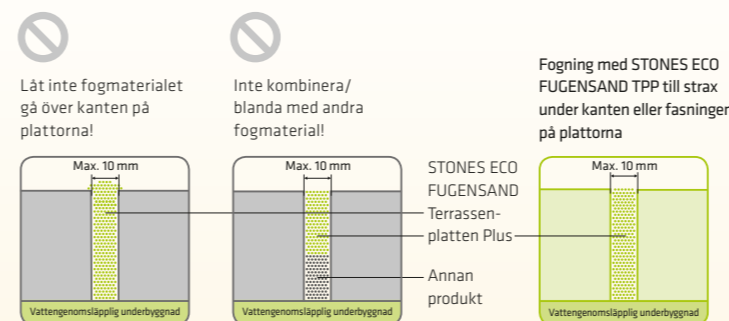 Låt inte fogmaterialet
gå över kanten på
plattorna!
Max. 10 mm
Vattengenomsläpplig underbyggnad
Inte kombinera/
blanda med andra
fogmaterial!
Max. 10 mm
Vattengenomsläpplig underbyggnad
STONES ECO
FUGENSAND
Terrassen-
platten Plus
Annan
produkt
Fogning med STONES ECO
FUGENSAND TPP till strax
under kanten eller fasningen
på plattorna
Max. 10 mm
Vattengenomsläpplig underbyggnad